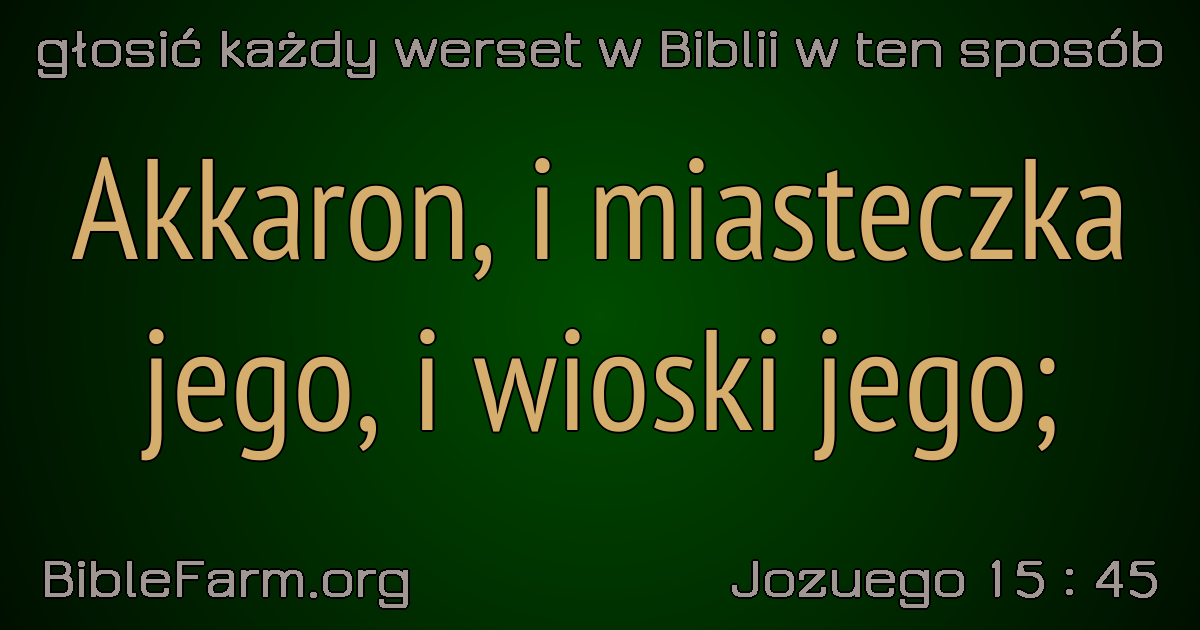 głosić każdy werset w Biblii w ten sposób
Akkaron, i miasteczka
jego, i wioski jego;
BibleFarm.org
Jozuego 15 : 45